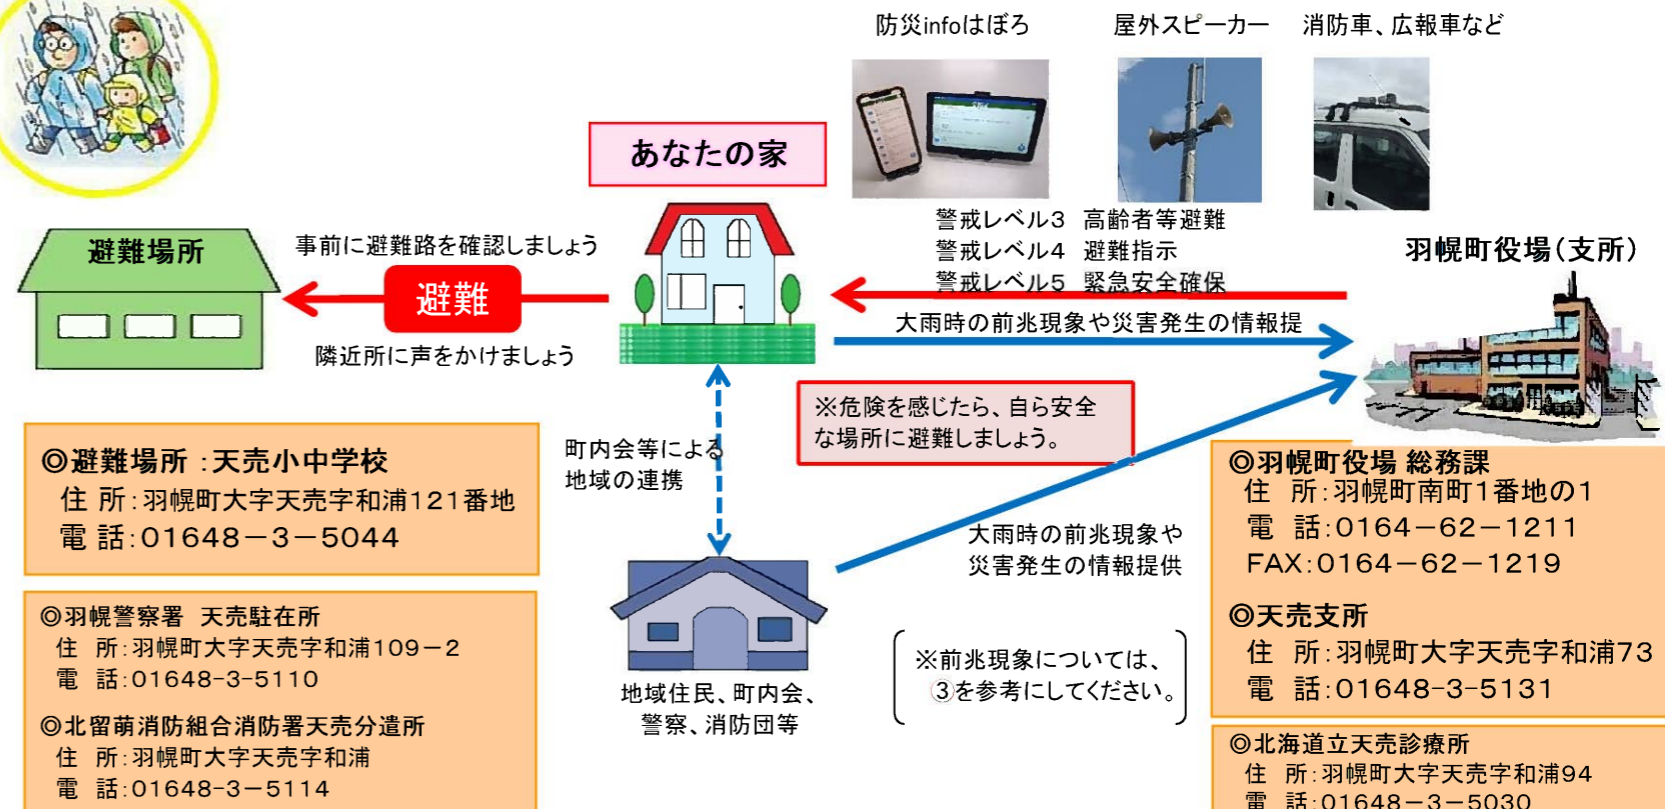 防災infoはぼろ
屋外スピーカー
消防車、広報車など
あなたの家
警戒レベル3 高齢者等避難
警戒レベル4 避難指示
警戒レベル5 緊急安全確保
羽幌町役場(支所)
避難場所
事前に避難路を確認しましょう
避難
隣近所に声をかけましょう
大雨時の前兆現象や災害発生の情報提
※危険を感じたら、自ら安全
な場所に避難しましょう。
町内会等による
地域の連携
大雨時の前兆現象や
災害発生の情報提供
地域住民、町内会、
警察、消防団等
※前兆現象については、
③を参考にしてください。
◎避難場所:天売小中学校
住 所:羽幌町大字天売字和浦121番地
電 話:01648-3-5044
◎羽幌警察署 天売駐在所
住 所:羽幌町大字天売字和浦109-2
電 話:01648-3-5110
◎北留萌消防組合消防署天売分遣所
住 所:羽幌町大字天売字和浦
電 話:01648-3-5114
◎羽幌町役場 総務課
住 所:羽幌町南町1番地の1
電 話:0164-62-1211
FAX:0164-62-1219
◎天売支所
住 所:羽幌町大字天売字和浦73
電 話:01648-3-5131
◎北海道立天売診療所
住 所:羽幌町大字天売字和浦94
電 話:01648-3-5030